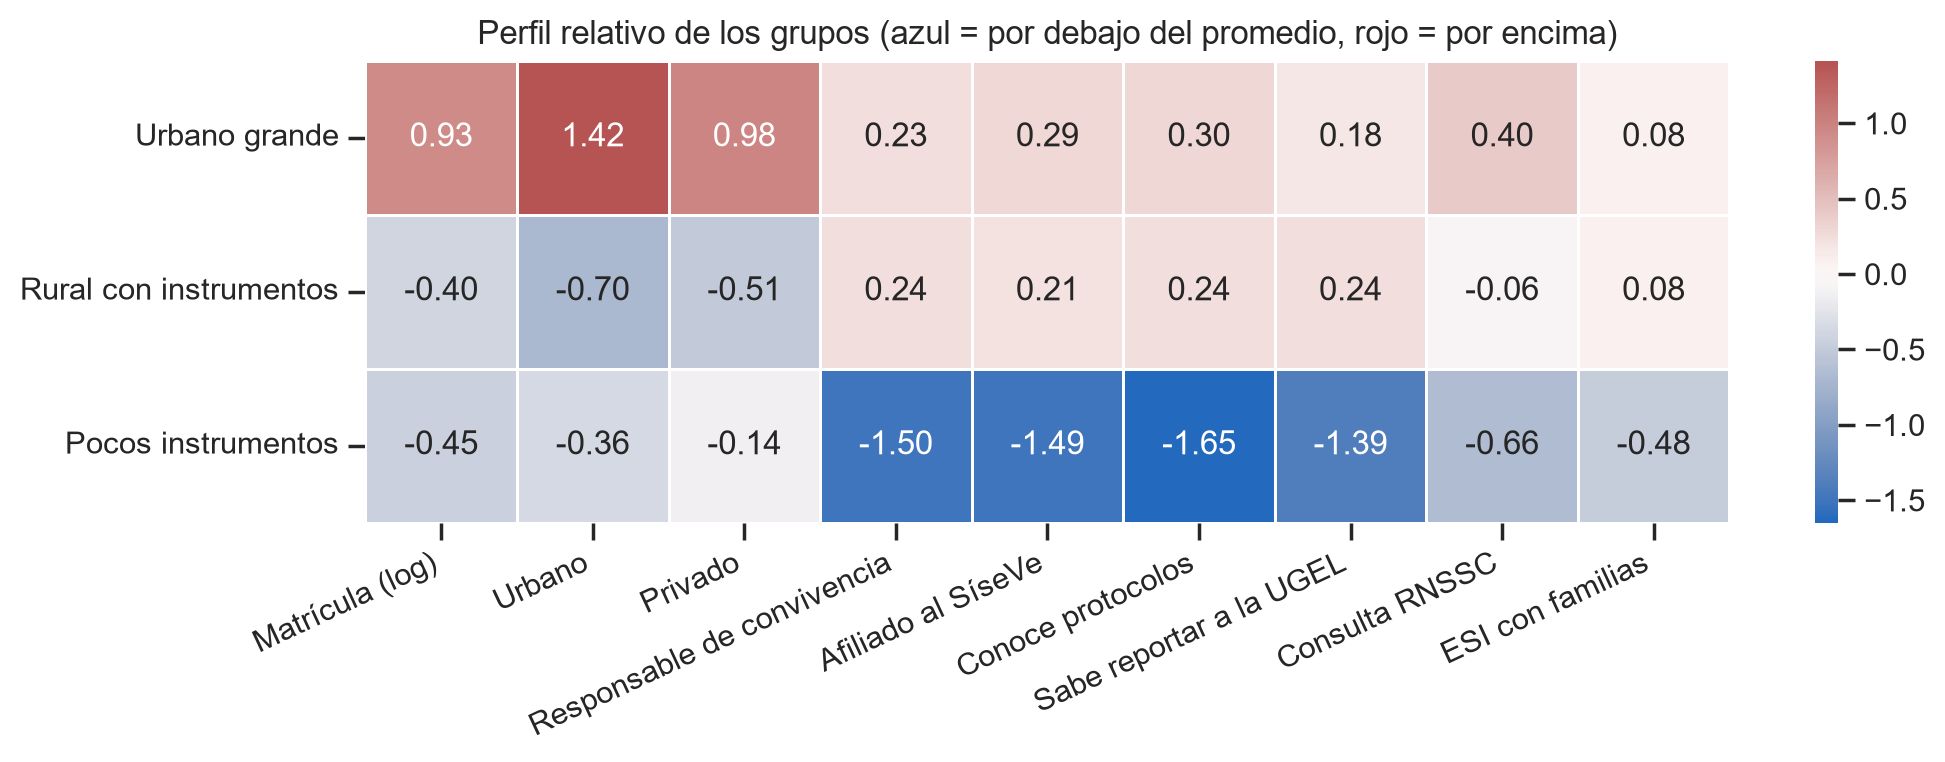 Perfil relativo de los grupos (azul = por debajo del promedio, rojo = por encima)
Urbano grande 0.93 1.42 0.98 0.23 0.29 0.30 0.18 0.40 0.08
Rural con instrumentos -0.40 -0.70 -0.51 0.24 0.21 0.24 0.24 -0.06 0.08
Pocos instrumentos -0.45 -0.36 -0.14 -1.50 -1.49 -1.65 -1.39 -0.66 -0.48
Matrícula (log)
Urbano
Privado
Responsable de convivencia
Afiliado al SíseVe
Conoce protocolos
Sabe reportar a la UGEL
Consulta RNSSC
ESI con familias
1.0
0.5
0.0
−0.5
−1.0
−1.5